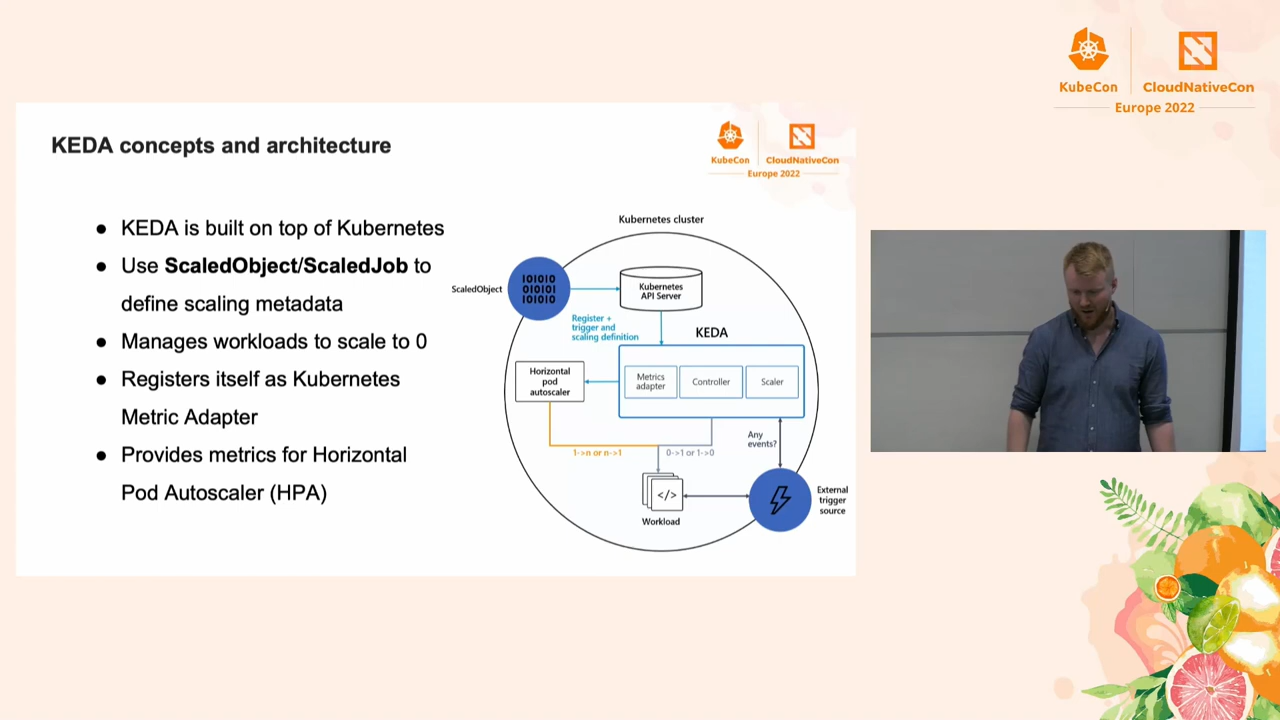 KubeCon
CloudNativeCon
Europe 2022
KEDA concepts and architecture
KubeCon
CloudNativeCon
Europe 2022
● KEDA is built on top of Kubernetes
● Use ScaledObject/ScaledJob to
define scaling metadata
● Manages workloads to scale to 0
● Registers itself as Kubernetes
Metric Adapter
● Provides metrics for Horizontal
Pod Autoscaler (HPA)
Kubernetes cluster
ScaledObject
IOIOIO
OIOIOI
IOIOIO
Kubernetes
API Server
Register +
trigger and
scaling definition
KEDA
Horizontal
pod
autoscaler
Metrics
adapter
Controller
Scaler
Any
events?
1->n or n->1
0->1 or 1->0
</>
Workload
External
trigger
source